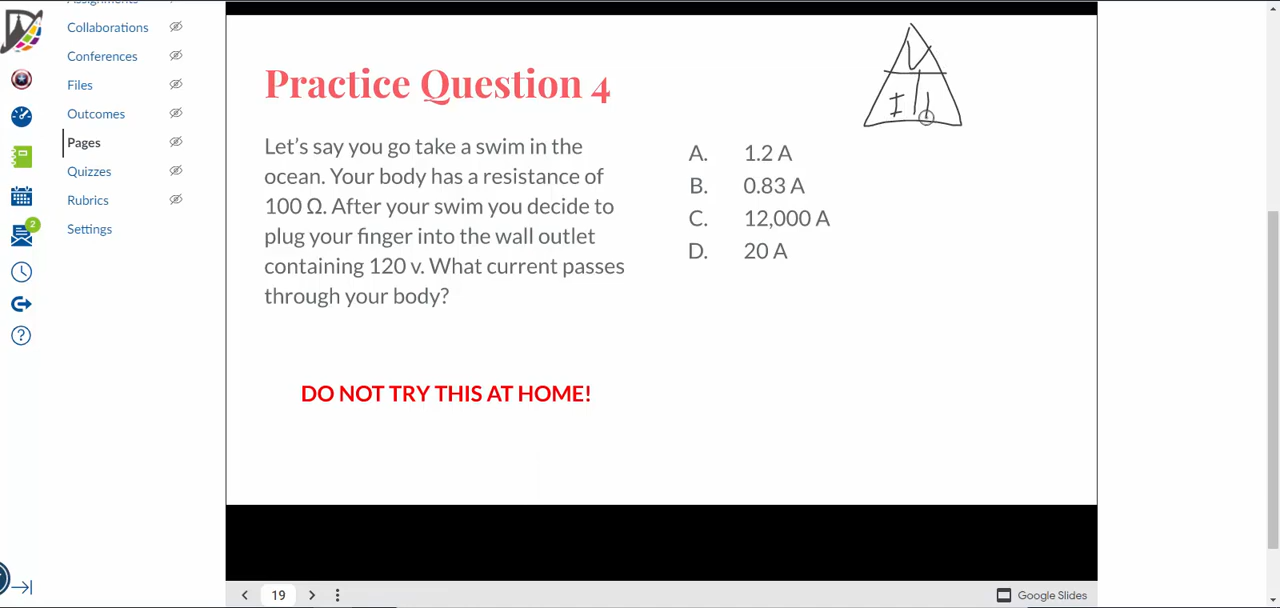 Collaborations
Conferences
Files
Outcomes
Pages
Quizzes
Rubrics
Settings
2
Practice Question 4
Let's say you go take a swim in the
ocean. Your body has a resistance of
100 Ω. After your swim you decide to
plug your finger into the wall outlet
containing 120 v. What current passes
through your body?
DO NOT TRY THIS AT HOME!
V
I
A. 1.2 A
B. 0.83 A
C. 12,000 A
D. 20 A
19
Google Slides